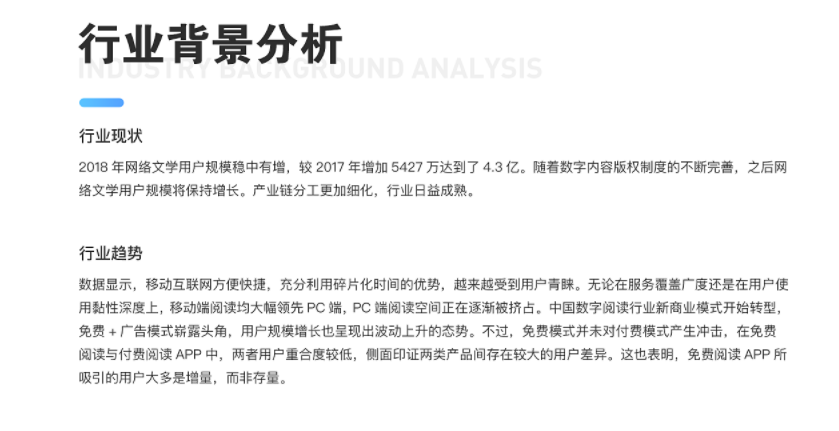 行业背景分析
INDUSTRY BACKGROUND ANALYSIS
行业现状
2018 年网络文学用户规模稳中有增，较 2017 年增加 5427 万达到了 4.3 亿。随着数字内容版权制度的不断完善，之后网
络文学用户规模将保持增长。产业链分工更加细化，行业日益成熟。
行业趋势
数据显示，移动互联网方便快捷，充分利用碎片化时间的优势，越来越受到用户青睐。无论在服务覆盖广度还是在用户使
用黏性深度上，移动端阅读均大幅领先 PC 端，PC 端阅读空间正在逐渐被挤占。中国数字阅读行业新商业模式开始转型，
免费 + 广告模式崭露头角，用户规模增长也呈现出波动上升的态势。不过，免费模式并未对付费模式产生冲击，在免费
阅读与付费阅读 APP 中，两者用户重合度较低，侧面印证两类产品间存在较大的用户差异。这也表明，免费阅读 APP 所
吸引的用户大多是增量，而非存量。